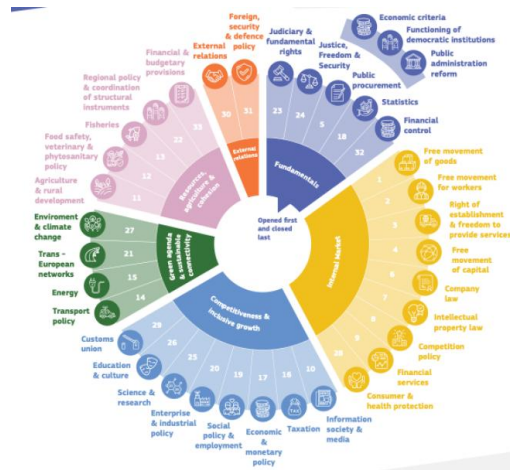 Foreign,
security
& defence
policy
External
relations
30
31
External
relations
Economic criteria
Functioning of
democratic institutions
Public
administration
reform
Judiciary &
fundamental
rights
Justice,
Freedom &
Security
Public
procurement
Statistics
Financial
control
23
24
5
18
32
Fundamentals
Opened first
and closed
last
Free movement
of goods
Free movement
for workers
Right of
establishment
& freedom to
provide services
Free
movement
of capital
Company
law
Intellectual
property law
Competition
policy
Financial
services
Consumer &
health protection
1
2
3
4
6
7
8
9
28
Internal Market
Information
society &
media
Taxation
Economic
&
monetary
policy
Social
policy &
employment
Enterprise
& industrial
policy
Science &
research
Education
& culture
Customs
union
10
16
17
19
20
25
26
29
Competitiveness &
inclusive growth
Transport
policy
Energy
Trans -
European
networks
Enviroment
& climate
change
14
15
21
27
Green agenda
& sustainable
connectivity
Agriculture
& rural
development
Food safety,
veterinary &
phytosanitary
policy
Fisheries
Regional policy
& coordination
of structural
instruments
Financial &
budgetary
provisions
11
12
13
22
33
Resources,
agriculture &
cohesion